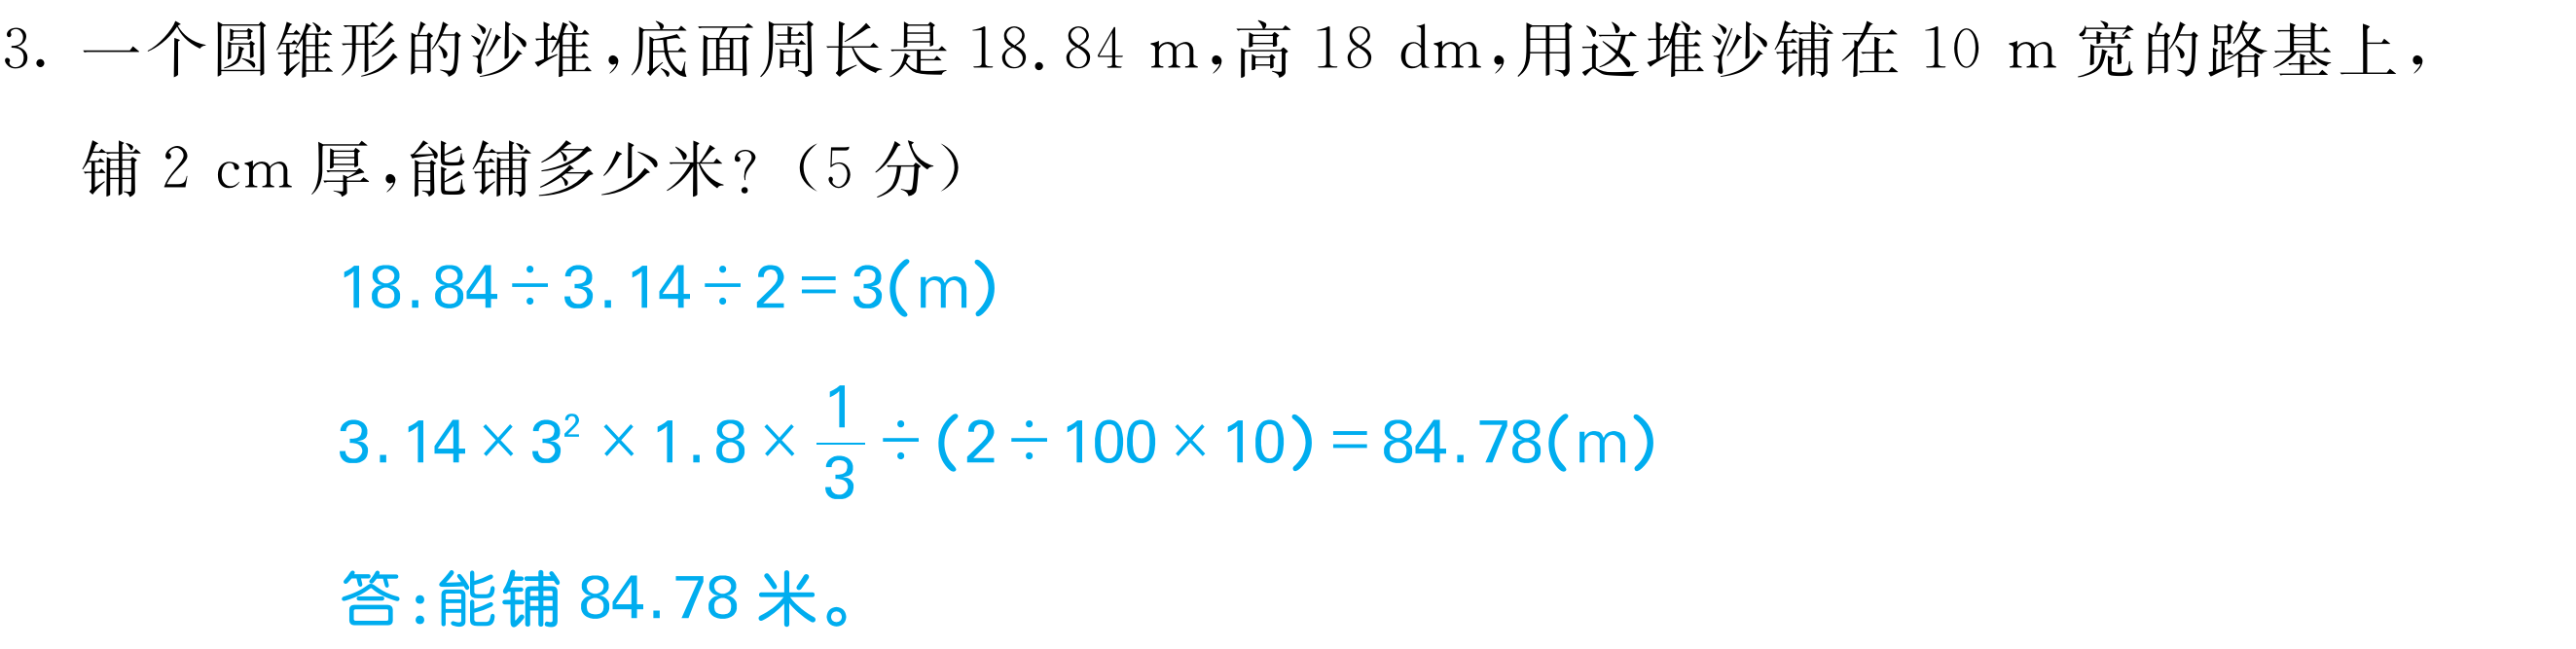 3. 一个圆锥形的沙堆,底面周长是 18.84 m,高 18 dm,用这堆沙铺在 10 m 宽的路基上,
铺 2 cm 厚,能铺多少米?(5 分)
18.84÷3.14÷2=3(m)
3.14×3²×1.8×1/3÷(2÷100×10)=84.78(m)
答:能铺 84.78 米。